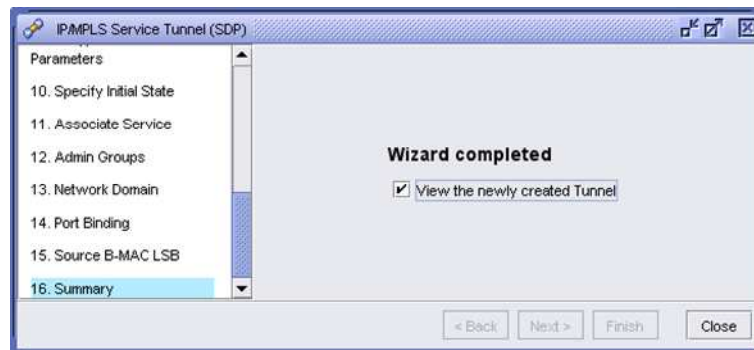 IP/MPLS Service Tunnel (SDP)
Parameters
10. Specify Initial State
11. Associate Service
12. Admin Groups
13. Network Domain
14. Port Binding
15. Source B-MAC LSB
16. Summary
Wizard completed
View the newly created Tunnel
< Back
Next >
Finish
Close